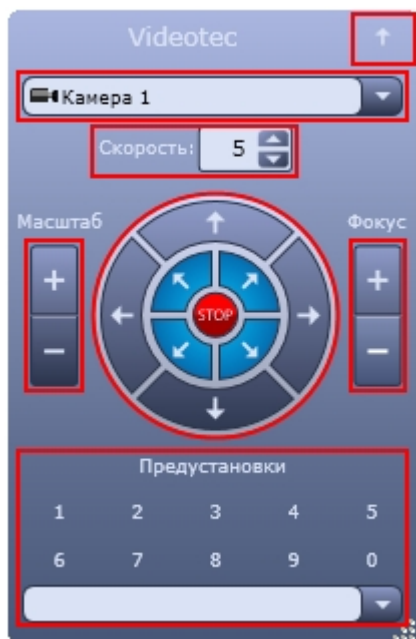 Videotec
Камера 1
Скорость: 5
Масштаб Фокус
+ +
STOP
− −
Предустановки
1 2 3 4 5
6 7 8 9 0